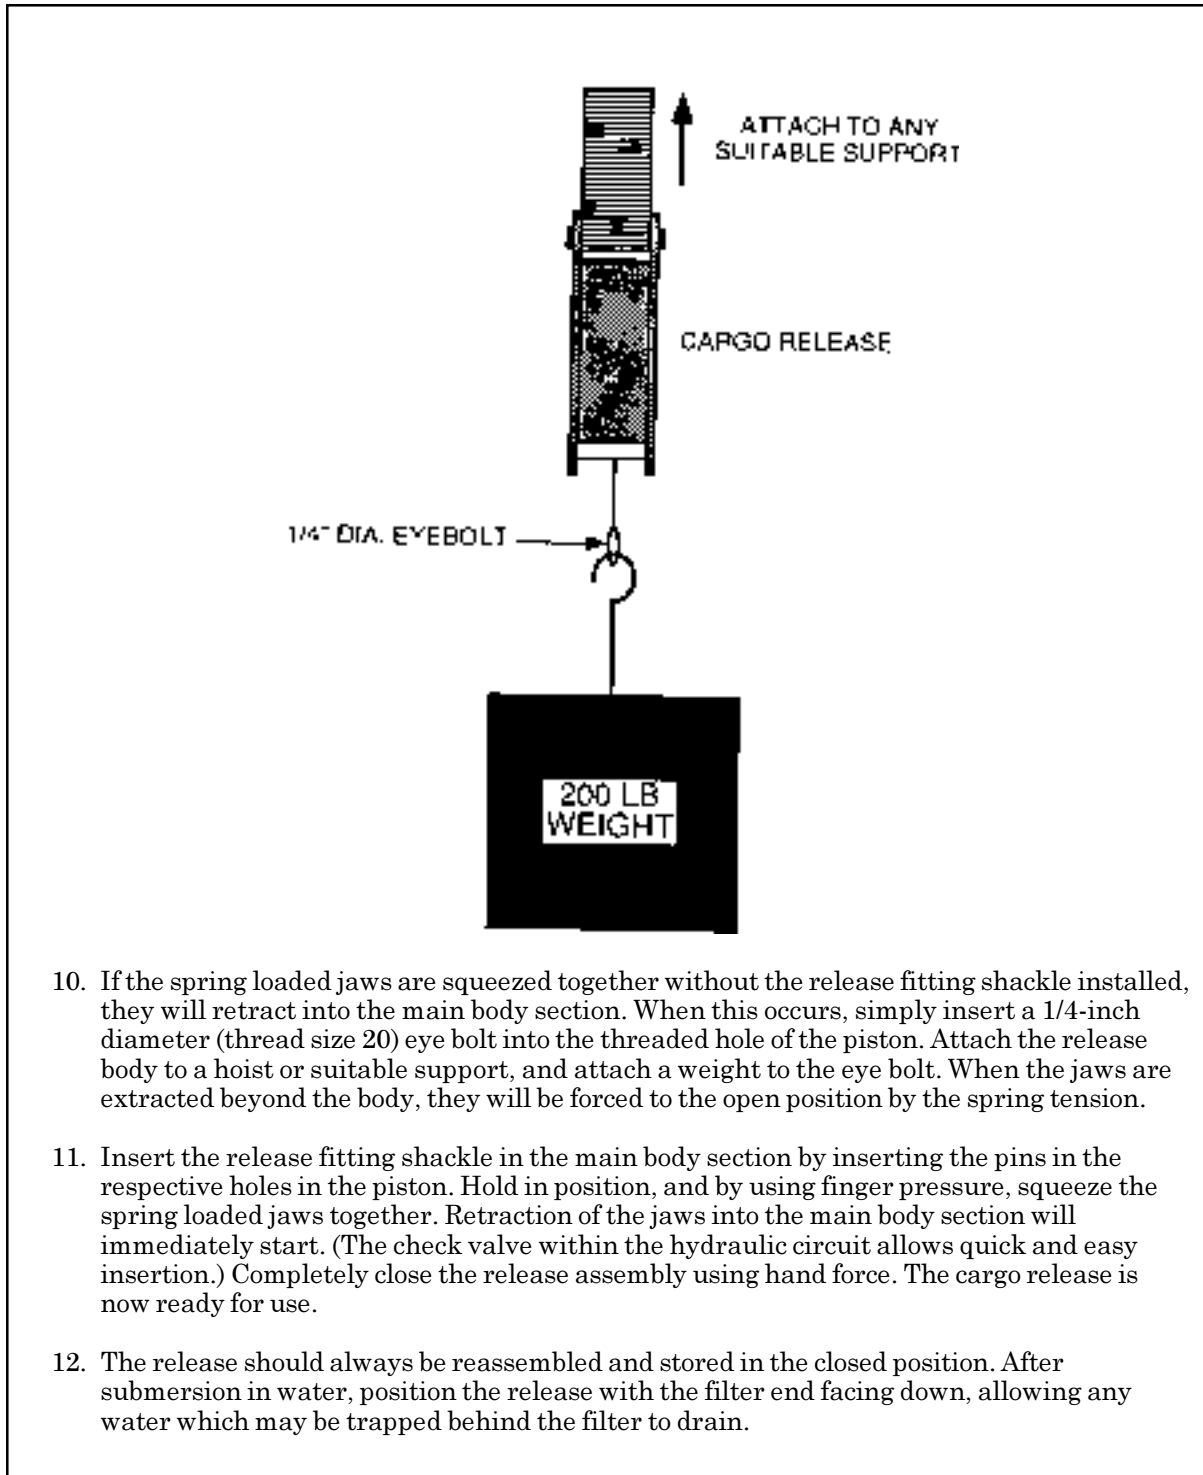 ATTACH TO ANY
SUITABLE SUPPORT
CARGO RELEASE
1/4" DIA. EYEBOLT
200 LB
WEIGHT
10. If the spring loaded jaws are squeezed together without the release fitting shackle installed,
they will retract into the main body section. When this occurs, simply insert a 1/4-inch
diameter (thread size 20) eye bolt into the threaded hole of the piston. Attach the release
body to a hoist or suitable support, and attach a weight to the eye bolt. When the jaws are
extracted beyond the body, they will be forced to the open position by the spring tension.
11. Insert the release fitting shackle in the main body section by inserting the pins in the
respective holes in the piston. Hold in position, and by using finger pressure, squeeze the
spring loaded jaws together. Retraction of the jaws into the main body section will
immediately start. (The check valve within the hydraulic circuit allows quick and easy
insertion.) Completely close the release assembly using hand force. The cargo release is
now ready for use.
12. The release should always be reassembled and stored in the closed position. After
submersion in water, position the release with the filter end facing down, allowing any
water which may be trapped behind the filter to drain.